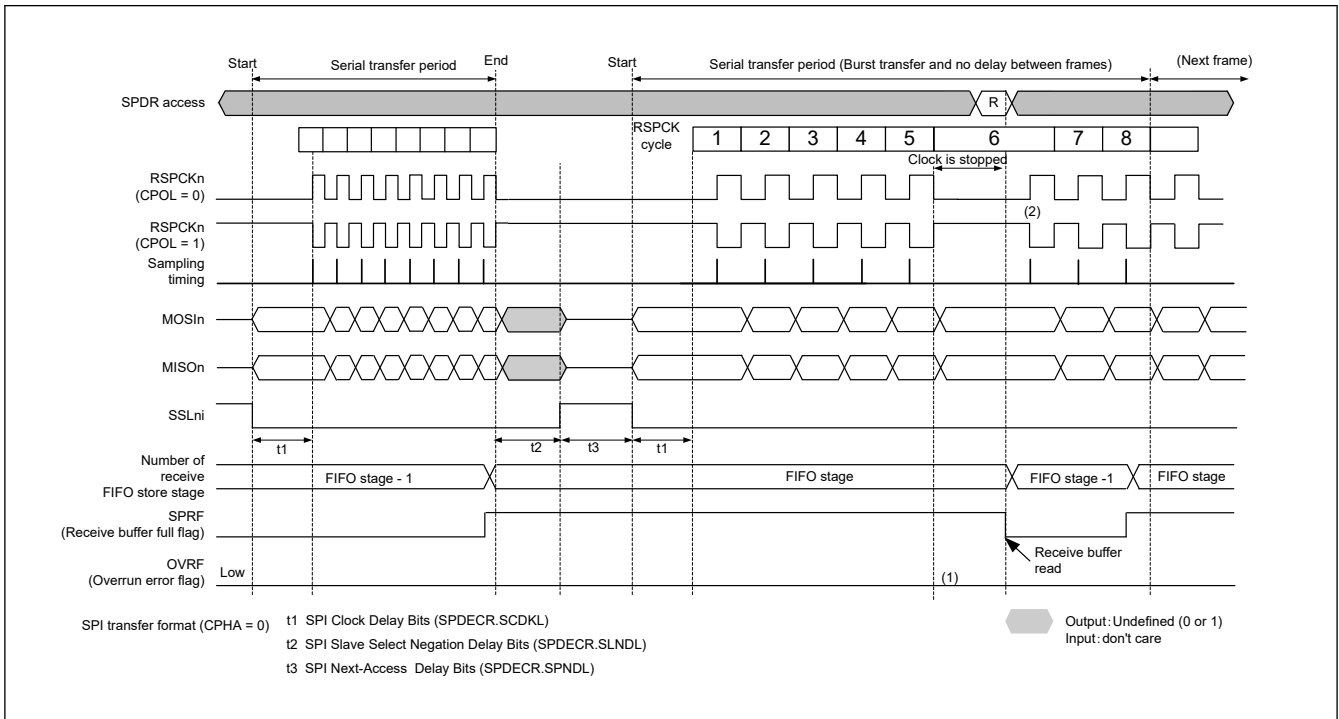 Start
Serial transfer period
End
Start
Serial transfer period (Burst transfer and no delay between frames)
(Next frame)
SPDR access
R
RSPCK
cycle
1 2 3 4 5 6 7 8
Clock is stopped
RSPCKn
(CPOL = 0)
(2)
RSPCKn
(CPOL = 1)
Sampling
timing
MOSIn
MISOn
SSLni
t1 t2 t3 t1
Number of
receive
FIFO store stage
FIFO stage - 1
FIFO stage
FIFO stage -1
FIFO stage
SPRF
(Receive buffer full flag)
Receive buffer
read
OVRF
(Overrun error flag)
Low
(1)
SPI transfer format (CPHA = 0)
t1 SPI Clock Delay Bits (SPDECR.SCDKL)
t2 SPI Slave Select Negation Delay Bits (SPDECR.SLNDL)
t3 SPI Next-Access Delay Bits (SPDECR.SPNDL)
Output: Undefined (0 or 1)
Input: don't care